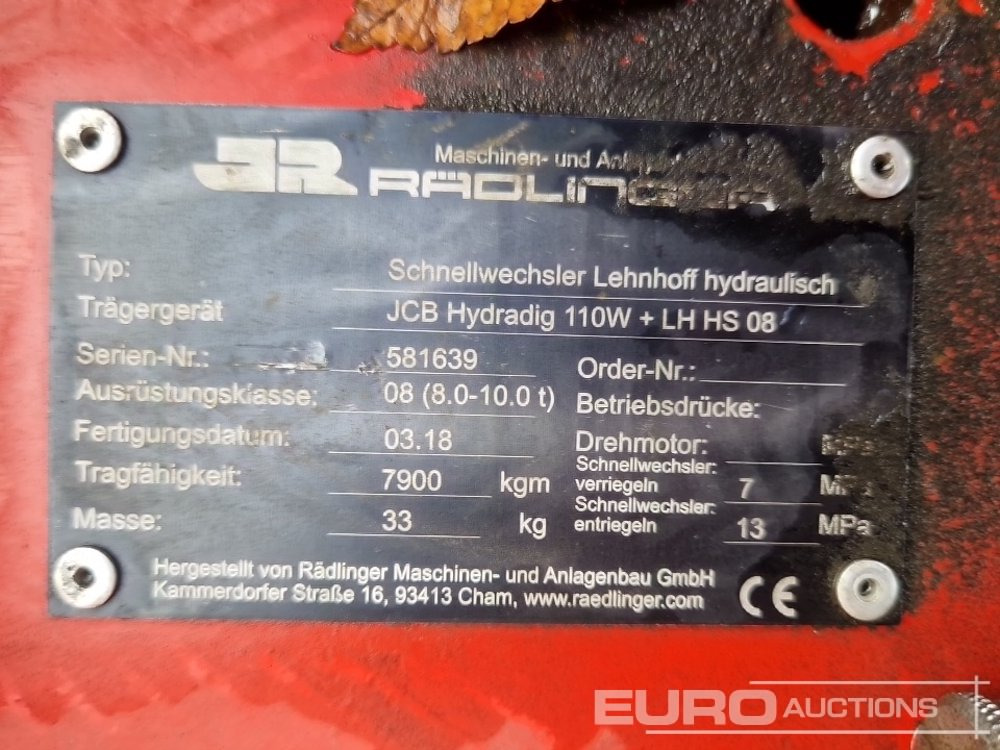 JR
Maschinen- und
RÄDLINGER
Typ: Schnellwechsler Lehnhoff hydraulisch
Trägergerät JCB Hydradig 110W + LH HS 08
Serien-Nr.: 581639 Order-Nr.:
Ausrüstungsklasse: 08 (8.0-10.0 t) Betriebsdrücke:
Fertigungsdatum: 03.18 Drehmotor:
Tragfähigkeit: 7900 kgm Schnellwechsler:
verriegeln 7 MPa
Masse: 33 kg Schnellwechsler:
entriegeln 13 MPa
Hergestellt von Rädlinger Maschinen- und Anlagenbau GmbH
Kammerdorfer Straße 16, 93413 Cham, www.raedlinger.com
CE
EURO AUCTIONS